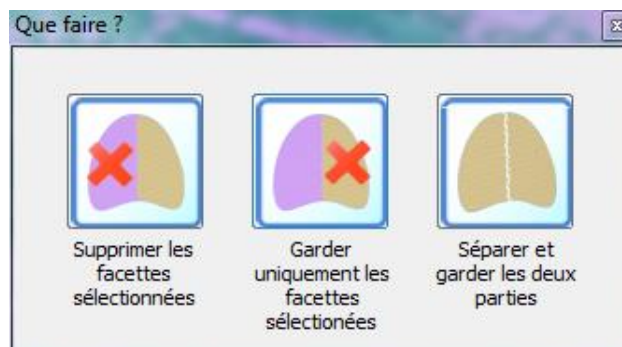 Que faire ?
Supprimer les
facettes
sélectionnées
Garder
uniquement les
facettes
sélectionées
Séparer et
garder les deux
parties